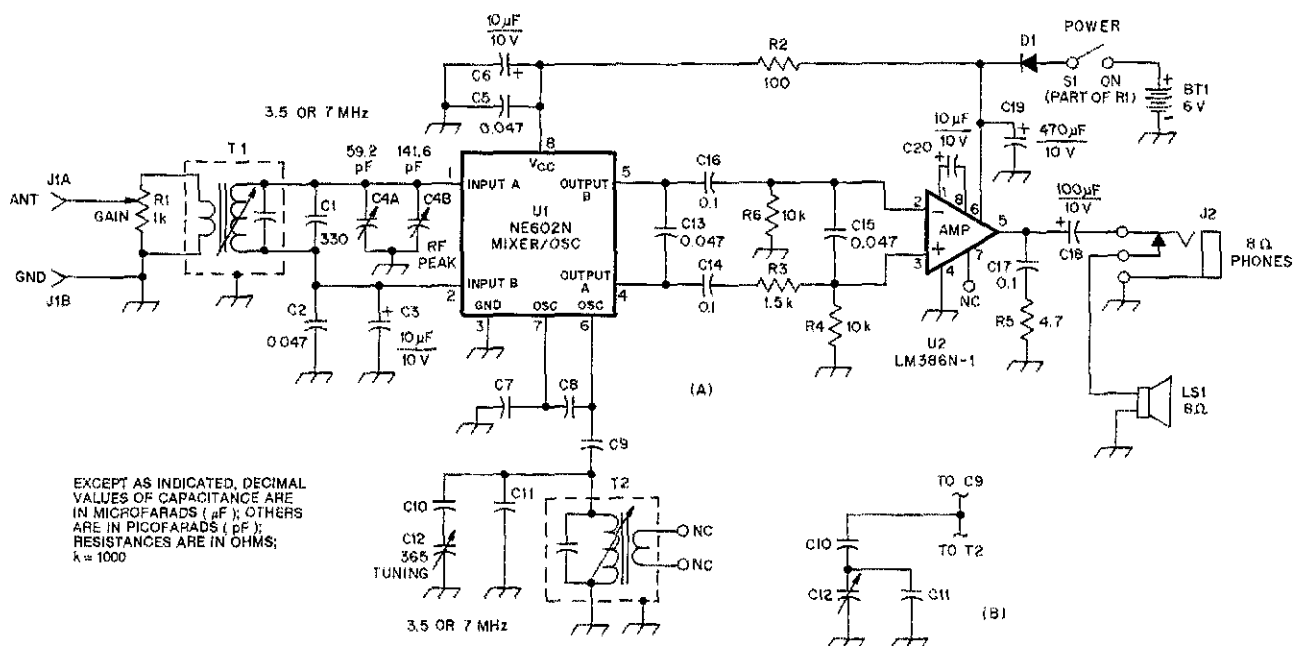 10 µF
10 V
C6
+
C5
0.047
R2
100
D1
POWER
S1 ON
(PART OF R1)
+
BT1
6 V
-
3.5 OR 7 MHz
T1
J1A
ANT
R1
1k
GAIN
GND
J1B
C1
330
59.2
pF
C4A
141.6
pF
C4B
RF
PEAK
C2
0.047
+ C3
10 µF
10 V
8
VCC
1
INPUT A
OUTPUT
B
5
U1
NE602N
MIXER/OSC
INPUT B
2
OUTPUT
A
4
GND
3
OSC
7
OSC
6
C16
0.1
R6
10k
C13
0.047
C15
0.047
C14
0.1
R3
1.5 k
R4
10k
10 µF
10 V
C20
+
C19
+
470 µF
10 V
1
8
6
2
-
AMP
5
3
+
4
7
NC
U2
LM386N-1
100 µF
10 V
+
C18
C17
0.1
R5
4.7
J2
8 Ω
PHONES
LS1
8 Ω
(A)
C7
C8
C9
C10
C11
C12
365
TUNING
T2
NC
NC
3.5 OR 7 MHz
EXCEPT AS INDICATED, DECIMAL
VALUES OF CAPACITANCE ARE
IN MICROFARADS ( µF ); OTHERS
ARE IN PICOFARADS ( pF );
RESISTANCES ARE IN OHMS;
k = 1000
TO C9
TO T2
C10
C12
C11
(B)